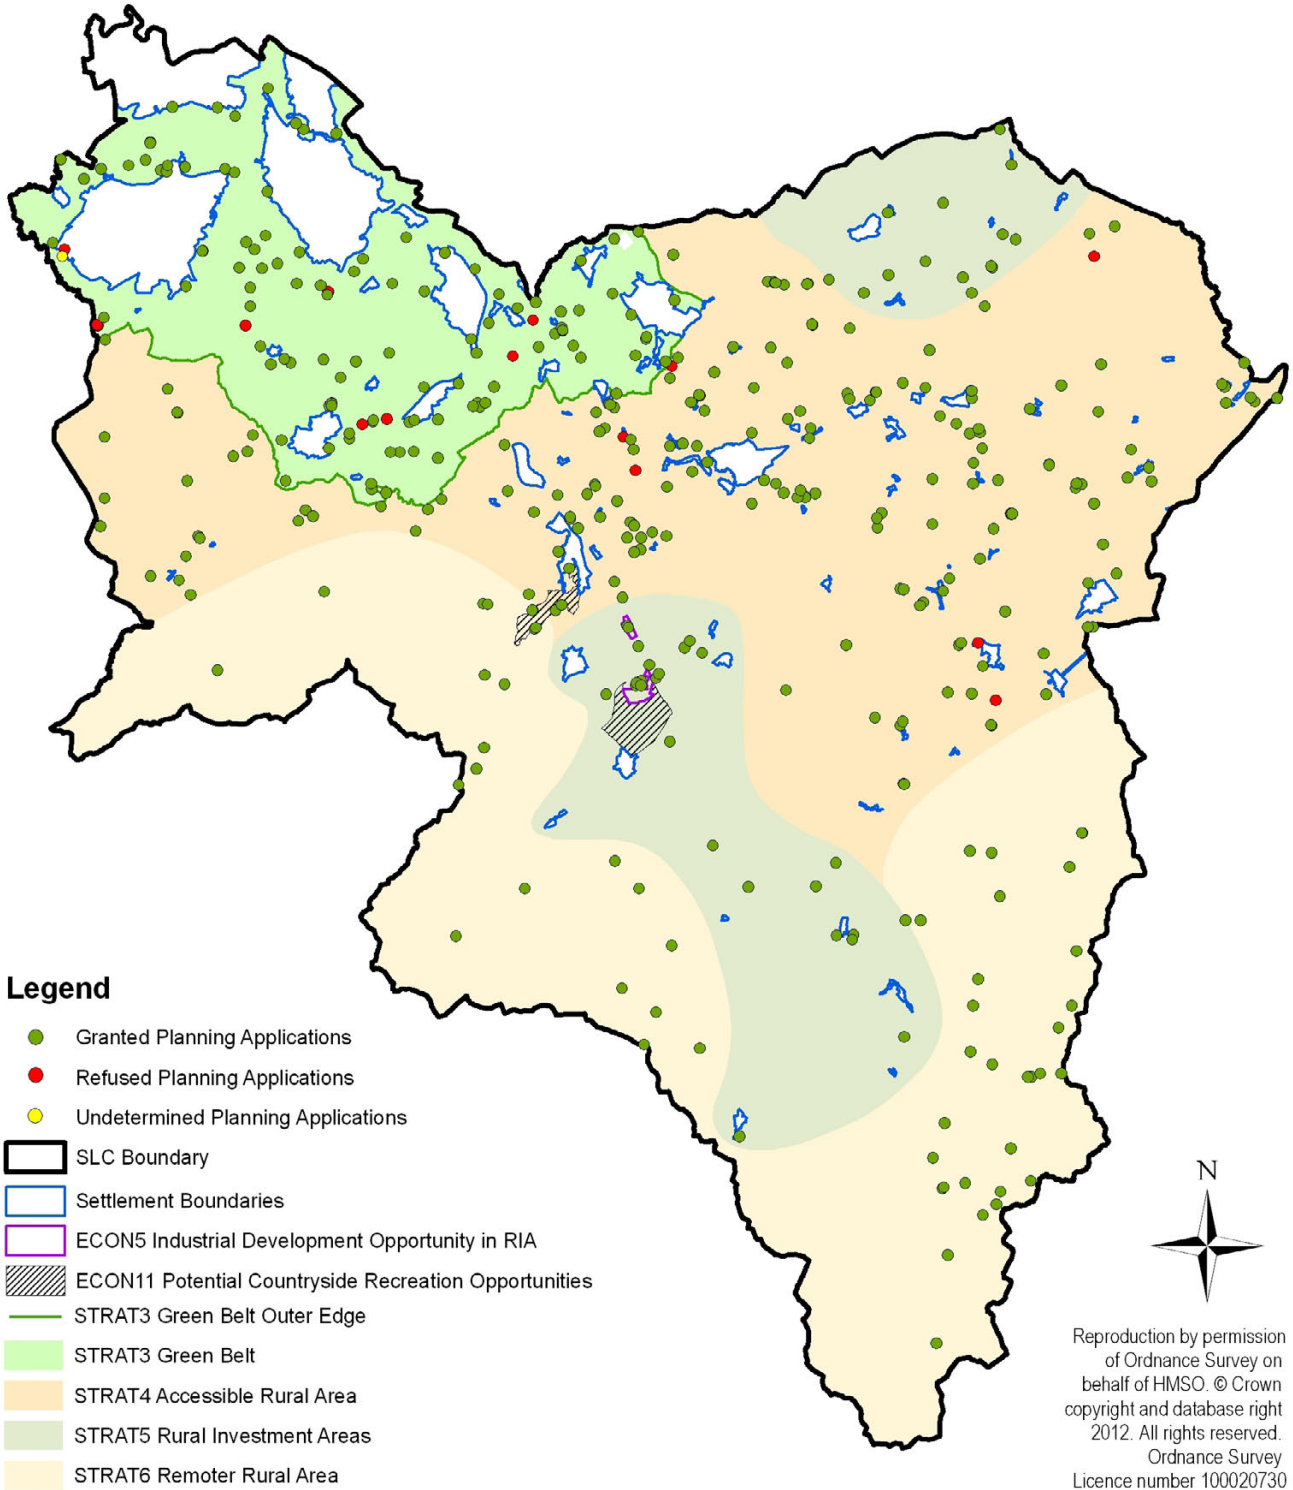 Legend
Granted Planning Applications
Refused Planning Applications
Undetermined Planning Applications
SLC Boundary
Settlement Boundaries
ECON5 Industrial Development Opportunity in RIA
ECON11 Potential Countryside Recreation Opportunities
STRAT3 Green Belt Outer Edge
STRAT3 Green Belt
STRAT4 Accessible Rural Area
STRAT5 Rural Investment Areas
STRAT6 Remoter Rural Area
N
Reproduction by permission
of Ordnance Survey on
behalf of HMSO. © Crown
copyright and database right
2012. All rights reserved.
Ordnance Survey
Licence number 100020730